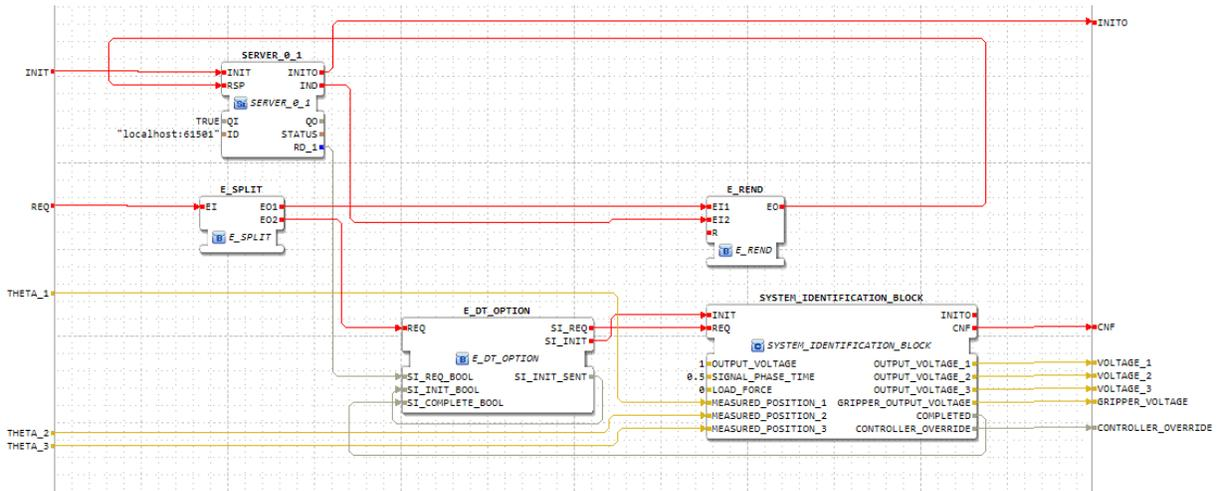 INITO
SERVER_0_1
INIT
INIT INITO
RSP IND
SERVER_0_1
TRUE QI QO
"localhost:61501" ID STATUS
RD_1
E_SPLIT E_REND
REQ EI EO1 EI1 EO
EO2 EI2
R
E_SPLIT
E_REND
THETA_1 SYSTEM_IDENTIFICATION_BLOCK
E_DT_OPTION
INIT INITO
REQ SI_REQ REQ CNF CNF
SI_INIT
SYSTEM_IDENTIFICATION_BLOCK
E_DT_OPTION
1 OUTPUT_VOLTAGE OUTPUT_VOLTAGE_1 VOLTAGE_1
SI_REQ_BOOL SI_INIT_SENT 0.5 SIGNAL_PHASE_TIME OUTPUT_VOLTAGE_2 VOLTAGE_2
SI_INIT_BOOL 0 LOAD_FORCE OUTPUT_VOLTAGE_3 VOLTAGE_3
SI_COMPLETE_BOOL MEASURED_POSITION_1 GRIPPER_OUTPUT_VOLTAGE GRIPPER_VOLTAGE
MEASURED_POSITION_2 COMPLETED
THETA_2 MEASURED_POSITION_3 CONTROLLER_OVERRIDE CONTROLLER_OVERRIDE
THETA_3